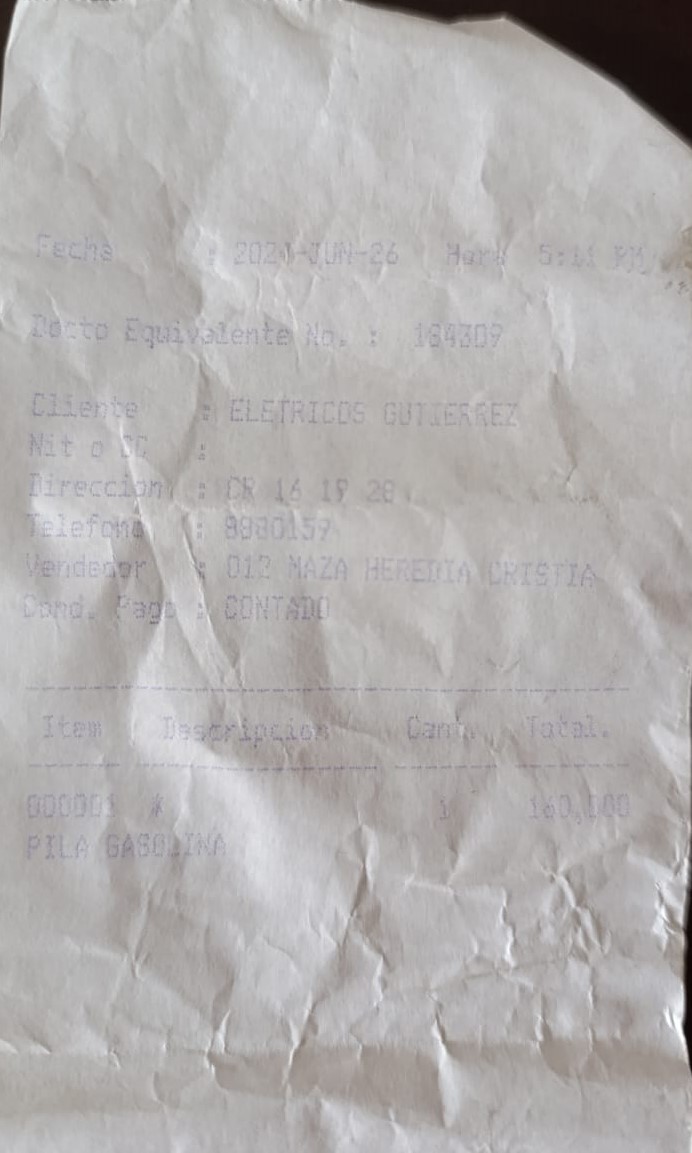 Fecha : 2021-JUN-26 Hora 5:11 PM
Docto Equivalente No. : 184309
Cliente : ELETRICOS GUTIERREZ
Nit o CC :
Direccion : CR 16 19 28
Telefono : 8880159
Vendedor : 012 MAZA HEREDIA CRISTIA
Cond. Pago : CONTADO
Item Descripcion Cant. Total.
000001 * 1 160,000
PILA GASOLINA